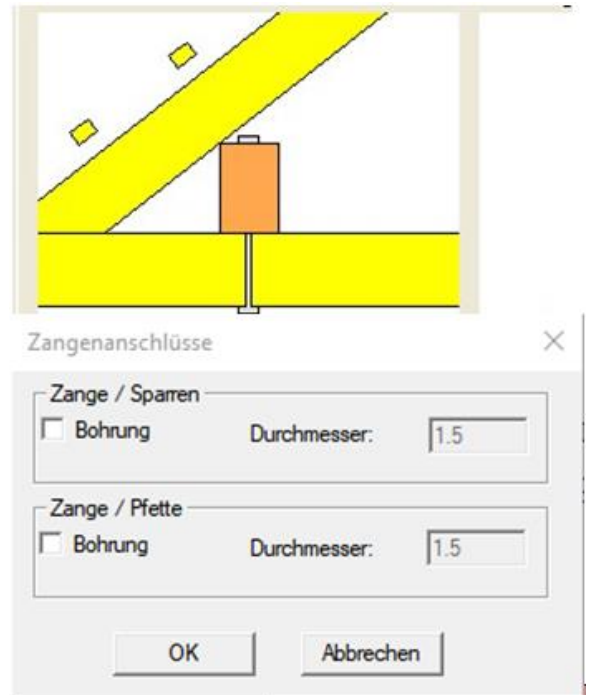 Zangenanschlüsse
Zange / Sparren
Bohrung Durchmesser: 1.5
Zange / Pfette
Bohrung Durchmesser: 1.5
OK Abbrechen